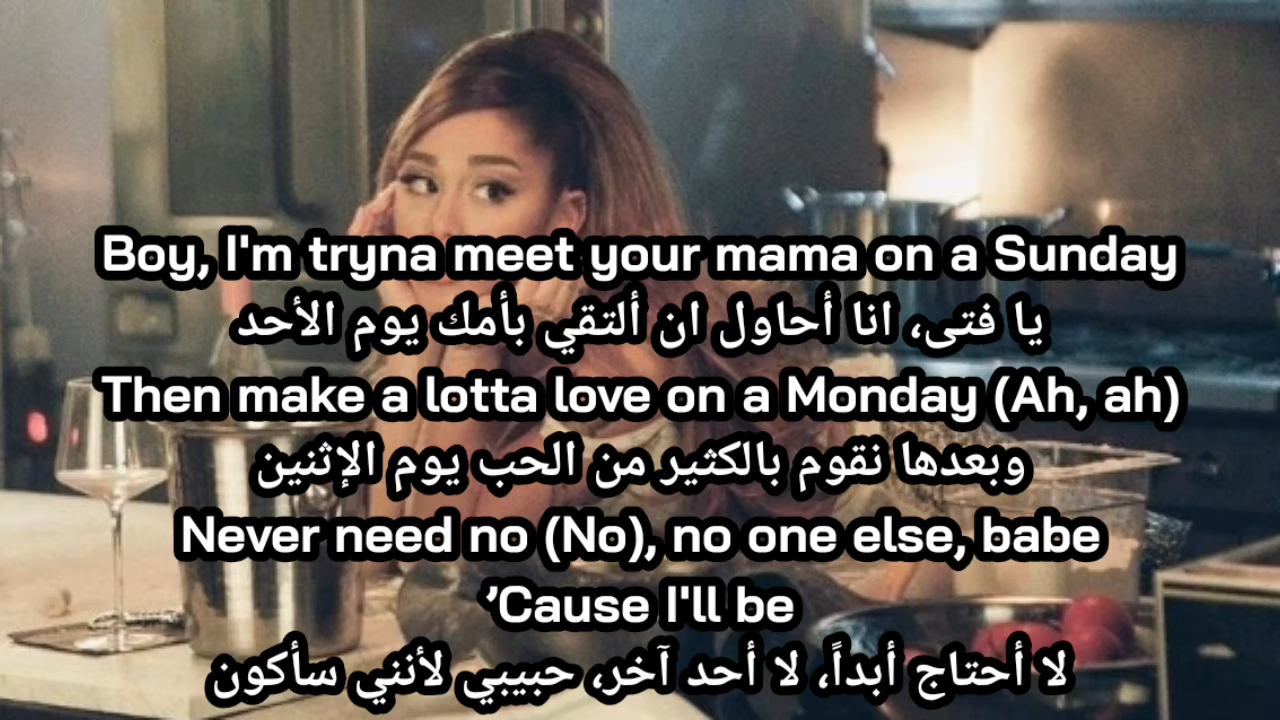 Boy, I'm tryna meet your mama on a Sunday
يا فتى، انا أحاول ان ألتقي بأمك يوم الأحد
Then make a lotta love on a Monday (Ah, ah)
وبعدها نقوم بالكثير من الحب يوم الإثنين
Never need no (No), no one else, babe
’Cause I'll be
لا أحتاج أبداً، لا أحد آخر، حبيبي لأنني سأكون